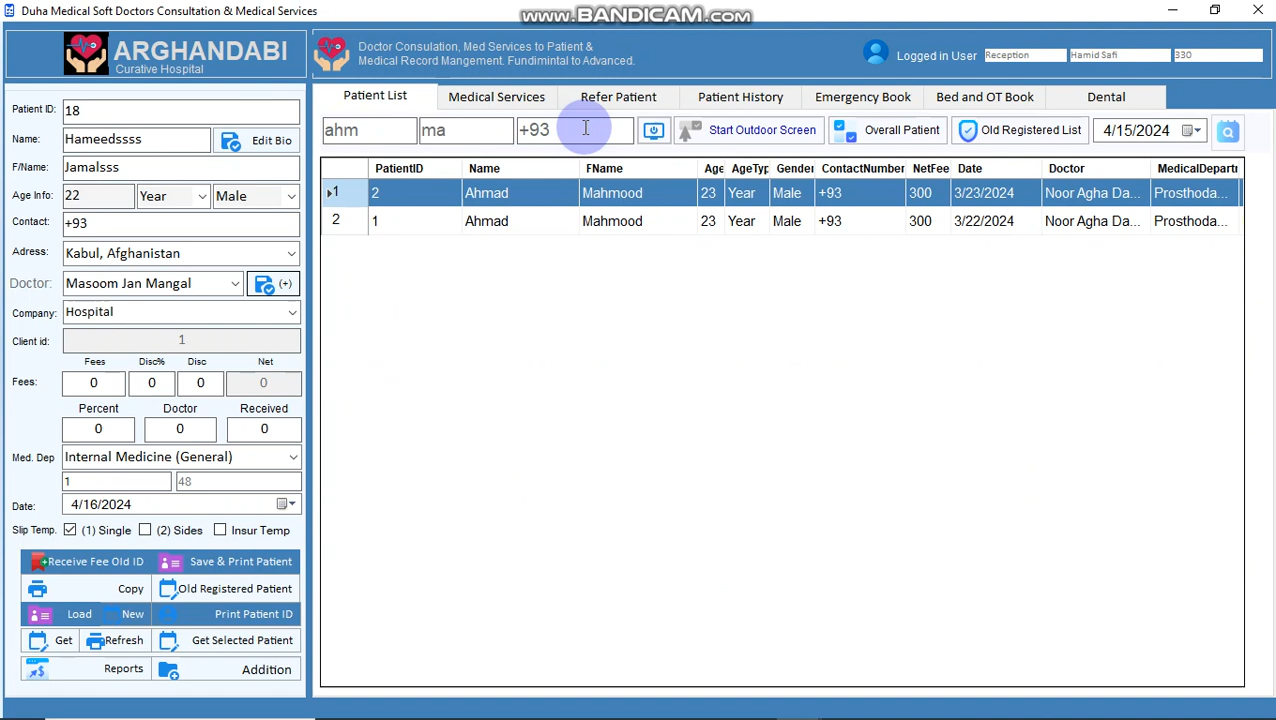 Duha Medical Soft Doctors Consultation & Medical Services
www.BANDICAM.com
ARGHANDABI
Curative Hospital
Doctor Consulation, Med Services to Patient &
Medical Record Mangement. Fundimintal to Advanced.
Logged in User
Reception
Hamid Safi
330
Patient ID: 18
Name: Hameedssss Edit Bio
F/Name: Jamalsss
Age Info: 22 Year Male
Contact: +93
Adress: Kabul, Afghanistan
Doctor: Masoom Jan Mangal (+)
Company: Hospital
Client id: 1
Fees Disc% Disc Net
Fees: 0 0 0 0
Percent Doctor Received
0 0 0
Med. Dep Internal Medicine (General)
1 48
Date: 4/16/2024
Slip Temp. (1) Single (2) Sides Insur Temp
Receive Fee Old ID Save & Print Patient
Copy Old Registered Patient
Load New Print Patient ID
Get Refresh Get Selected Patient
Reports Addition
Patient List Medical Services Refer Patient Patient History Emergency Book Bed and OT Book Dental
ahm ma +93 Start Outdoor Screen Overall Patient Old Registered List 4/15/2024
PatientID Name FName Age AgeTyp Gender ContactNumber NetFee Date Doctor MedicalDepartı
1 2 Ahmad Mahmood 23 Year Male +93 300 3/23/2024 Noor Agha Da... Prosthoda...
2 1 Ahmad Mahmood 23 Year Male +93 300 3/22/2024 Noor Agha Da... Prosthoda...